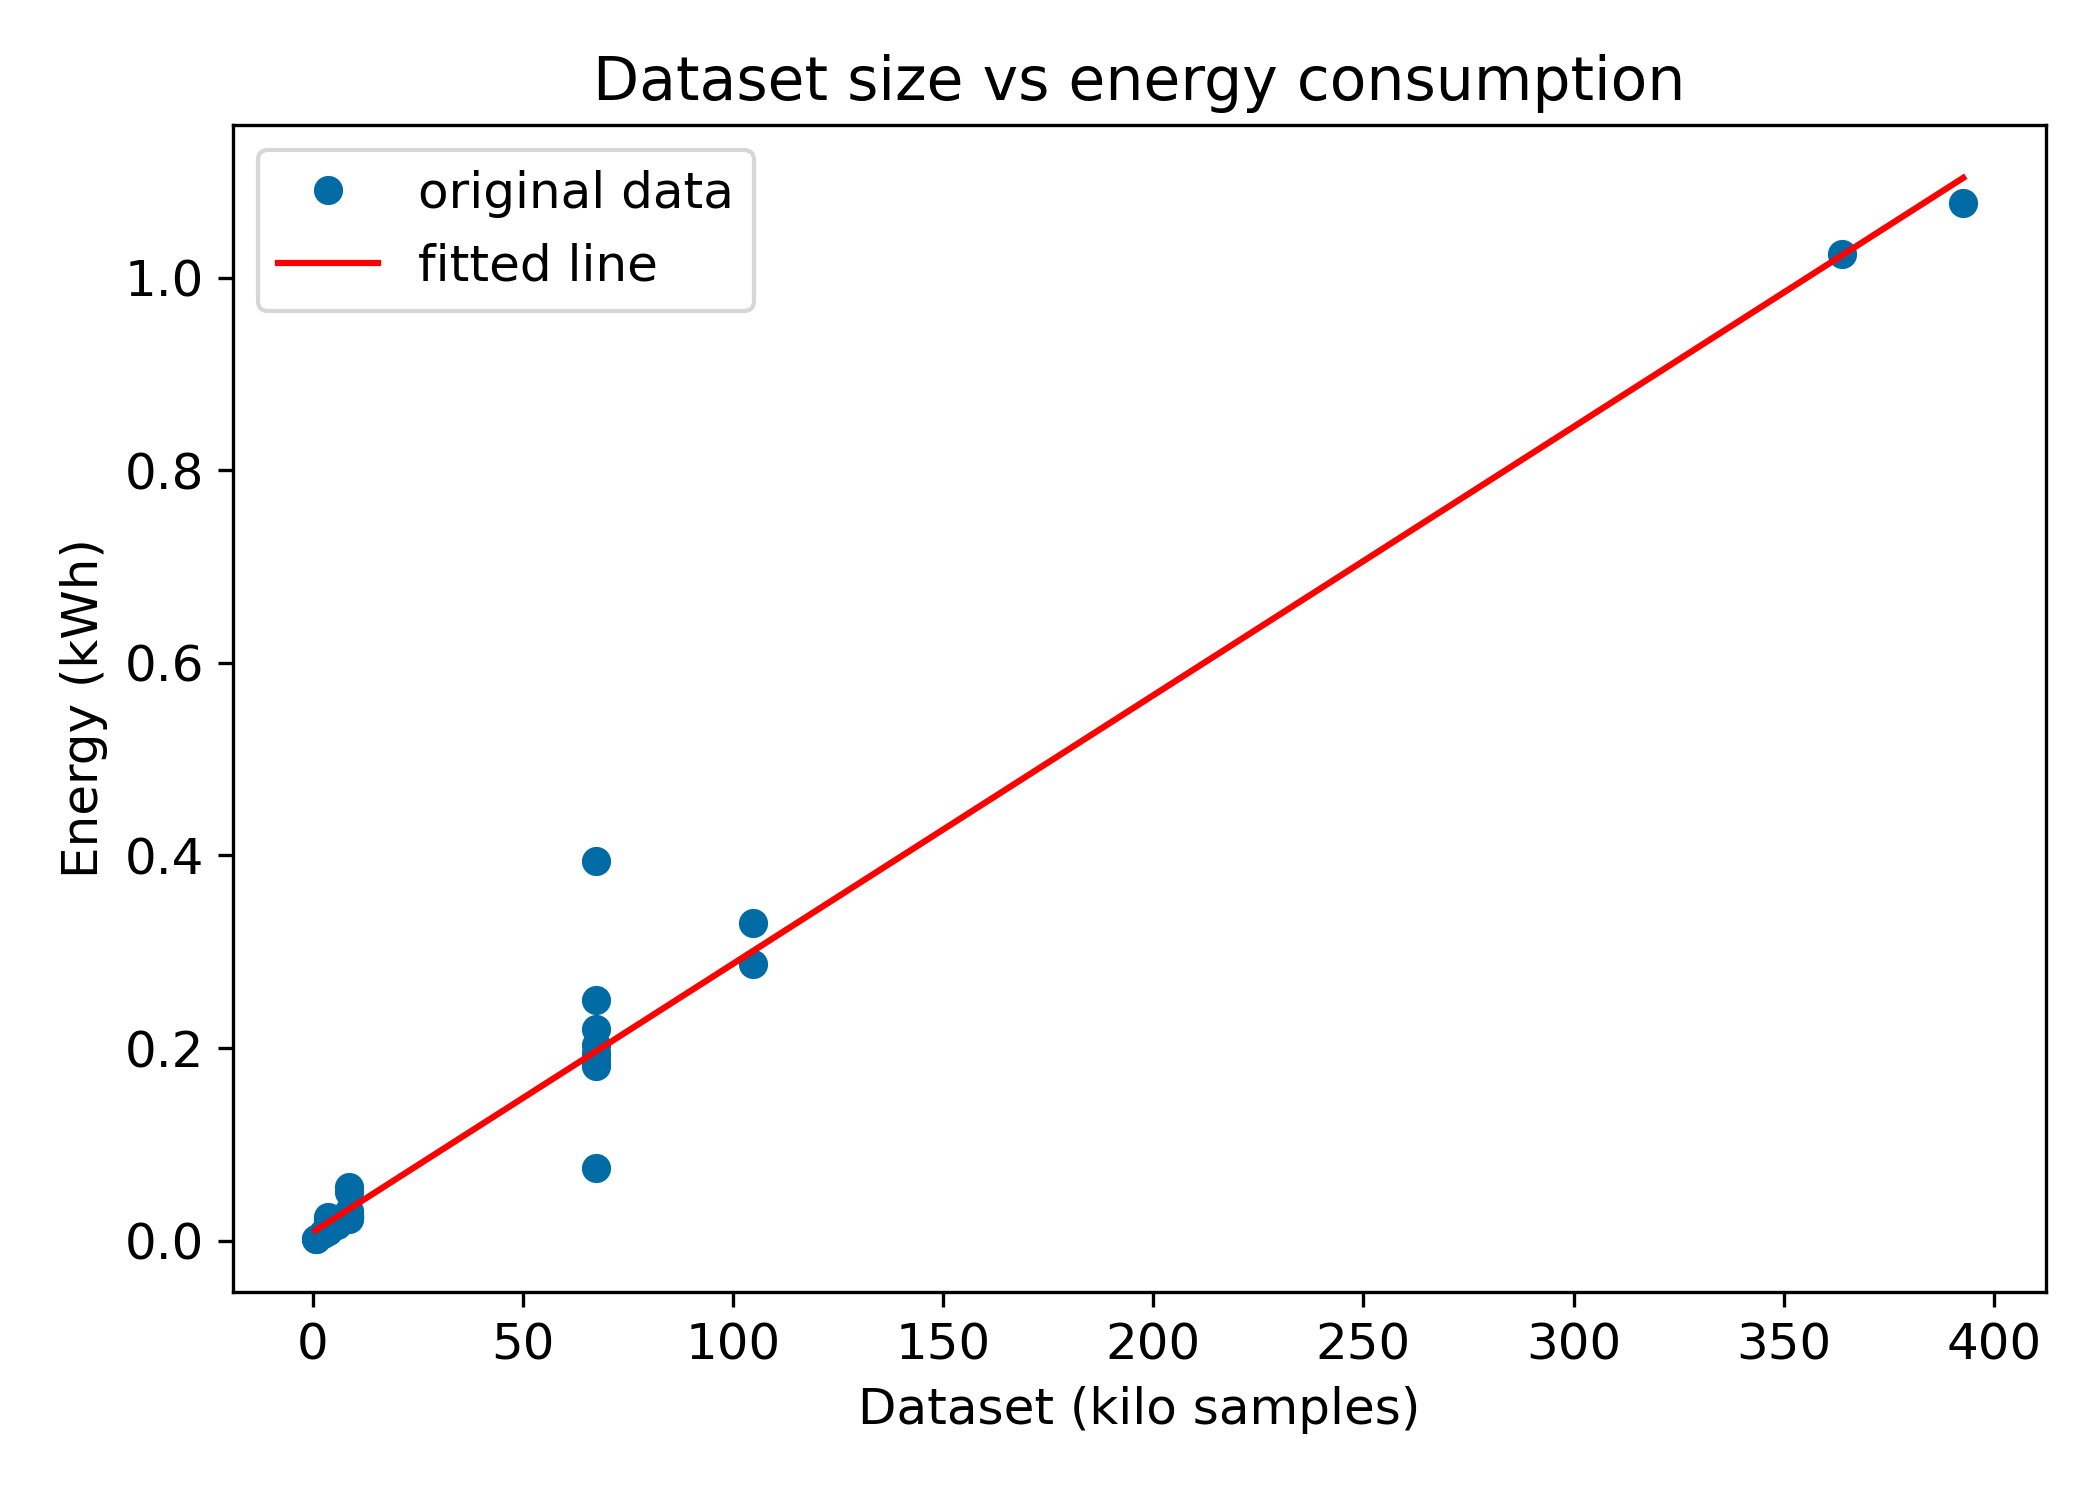 Dataset size vs energy consumption
original data
fitted line
1.0
0.8
0.6
0.4
0.2
0.0
Energy (kWh)
0 50 100 150 200 250 300 350 400
Dataset (kilo samples)